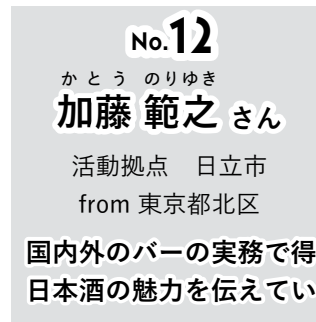 No.12
かとう のりゆき
加藤 範之 さん
活動拠点　日立市
from 東京都北区
国内外のバーの実務で得
日本酒の魅力を伝えてい